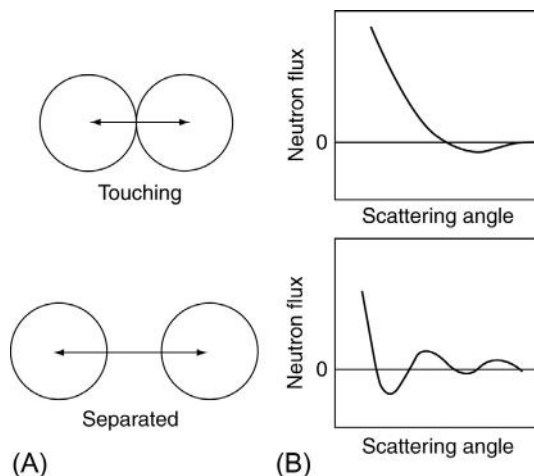 Touching
Neutron flux
0
Scattering angle
Separated
Neutron flux
0
Scattering angle
(A)
(B)